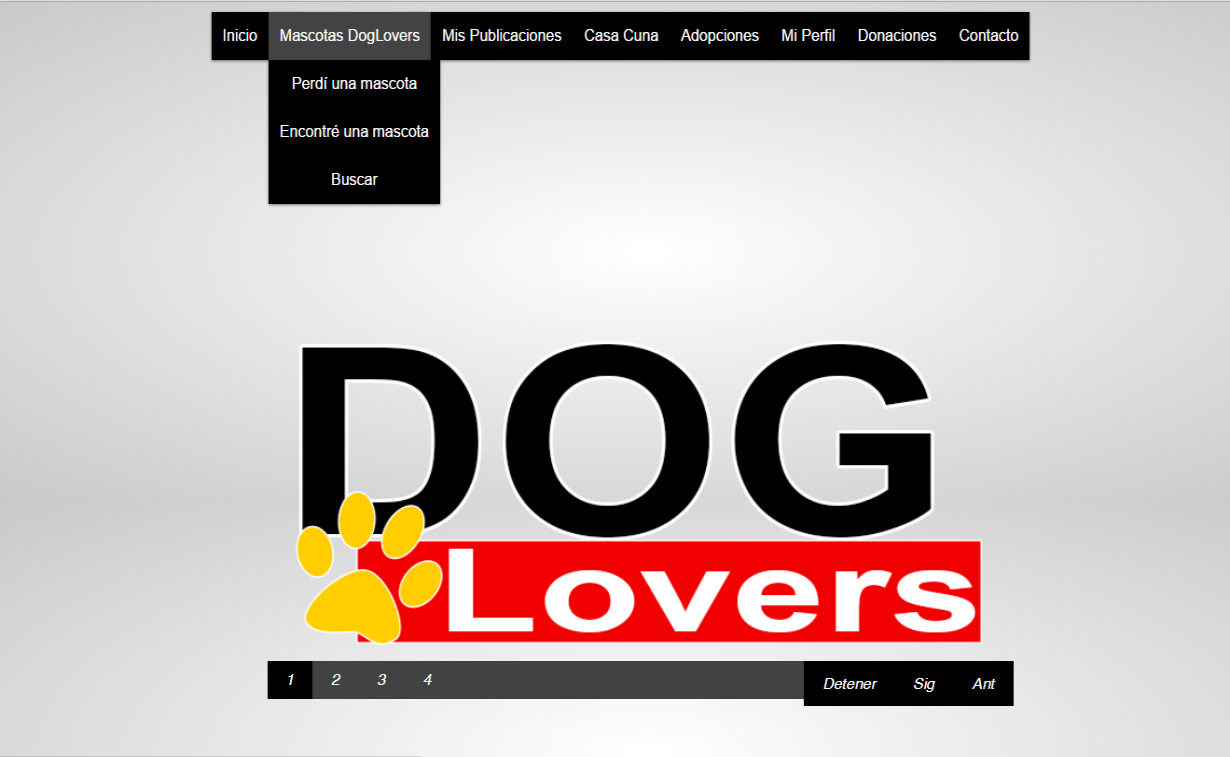 Inicio Mascotas DogLovers Mis Publicaciones Casa Cuna Adopciones Mi Perfil Donaciones Contacto
Perdí una mascota
Encontré una mascota
Buscar
DOG
Lovers
1 2 3 4 Detener Sig Ant